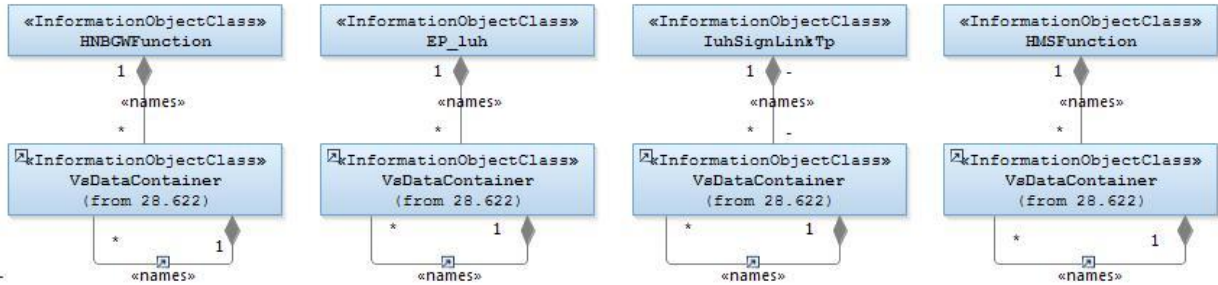 «InformationObjectClass» «InformationObjectClass» «InformationObjectClass» «InformationObjectClass»
HNBGWFunction EP_luh IuhSignLinkTp HMSFunction
1 1 1 - 1
«names» «names» «names» «names»
* * * - *
«InformationObjectClass» «InformationObjectClass» «InformationObjectClass» «InformationObjectClass»
VsDataContainer VsDataContainer VsDataContainer VsDataContainer
(from 28.622) (from 28.622) (from 28.622) (from 28.622)
* 1 * 1 * 1 * 1
«names» «names» «names» «names»